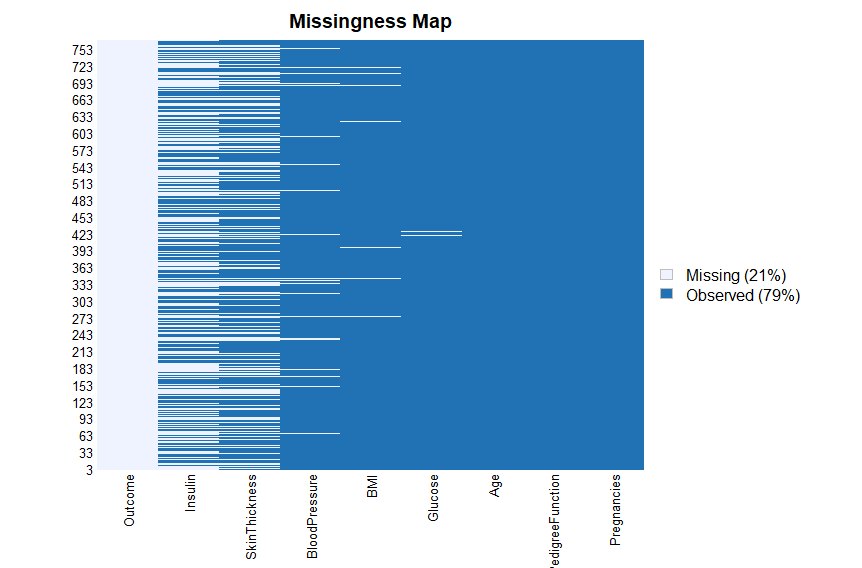 Missingness Map
753
723
693
663
633
603
573
543
513
483
453
423
393
363
333
303
273
243
213
183
153
123
93
63
33
3
Missing (21%)
Observed (79%)
Outcome
Insulin
SkinThickness
BloodPressure
BMI
Glucose
Age
PedigreeFunction
Pregnancies